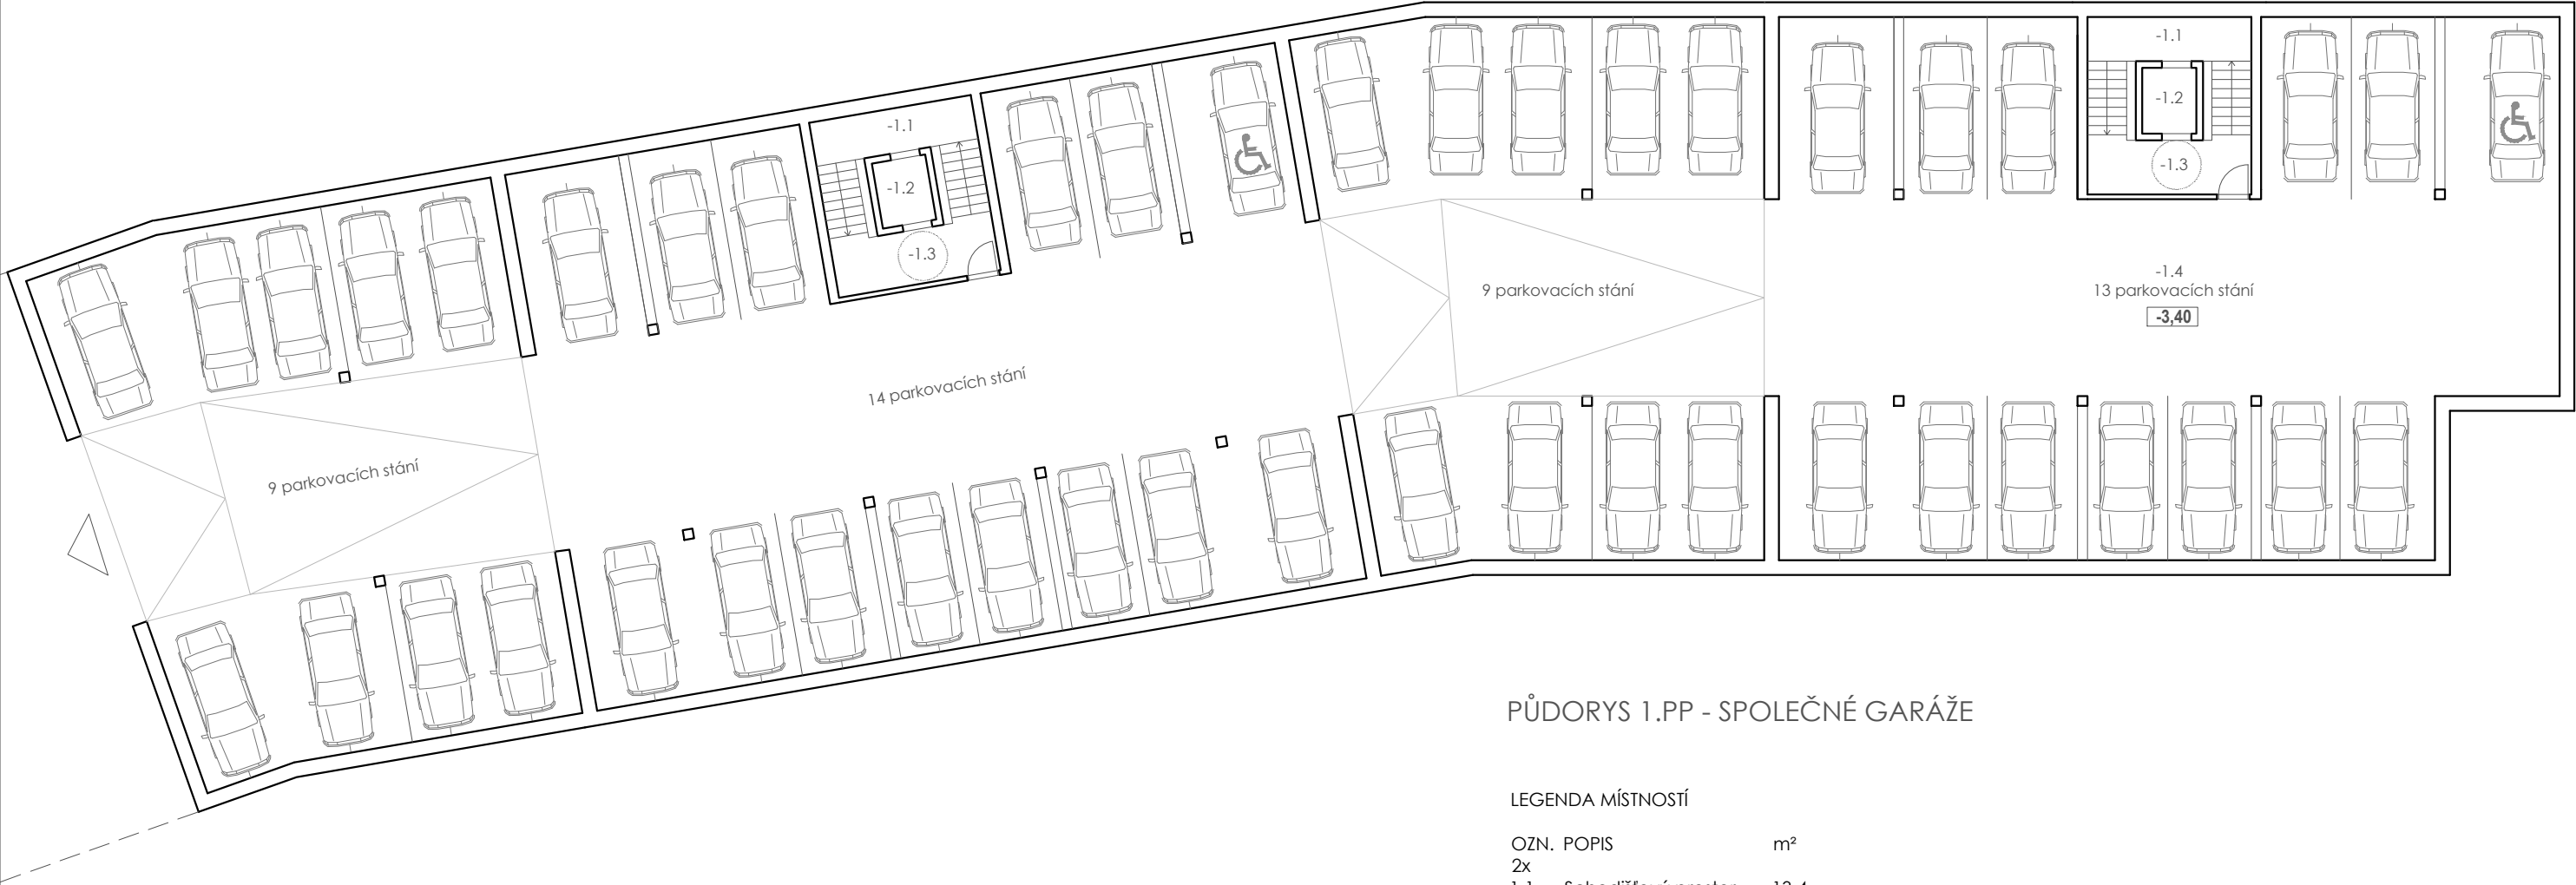 -1.1
-1.2
-1.3
-1.1
-1.2
-1.3
9 parkovacích stání
14 parkovacích stání
9 parkovacích stání
-1.4
13 parkovacích stání
-3,40
PŮDORYS 1.PP - SPOLEČNÉ GARÁŽE
LEGENDA MÍSTNOSTÍ
OZN. POPIS m²
2x